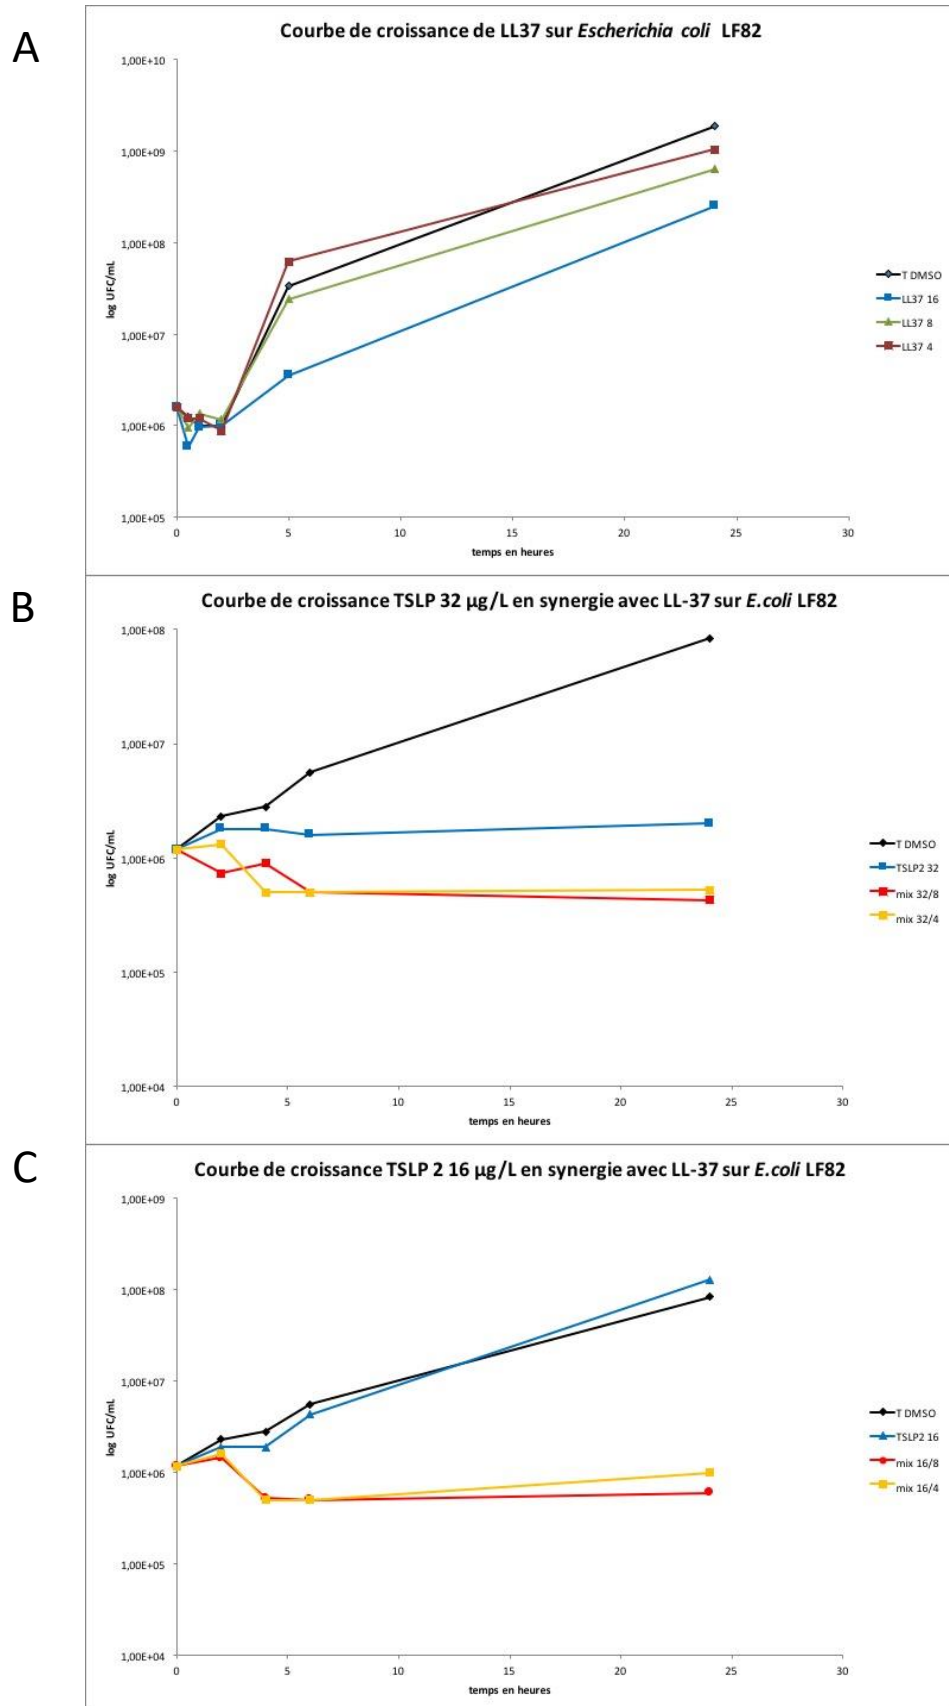 A
Courbe de croissance de LL37 sur Escherichia coli LF82
1,00E+10
1,00E+09
1,00E+08
1,00E+07
1,00E+06
1,00E+05
log UFC/mL
0 5 10 15 20 25 30
temps en heures
T DMSO
LL37 16
LL37 8
LL37 4
B
Courbe de croissance TSLP 32 µg/L en synergie avec LL-37 sur E.coli LF82
1,00E+08
1,00E+07
1,00E+06
1,00E+05
1,00E+04
log UFC/mL
0 5 10 15 20 25 30
temps en heures
T DMSO
TSLP2 32
mix 32/8
mix 32/4
C
Courbe de croissance TSLP 2 16 µg/L en synergie avec LL-37 sur E.coli LF82
1,00E+09
1,00E+08
1,00E+07
1,00E+06
1,00E+05
1,00E+04
log UFC/mL
0 5 10 15 20 25 30
temps en heures
T DMSO
TSLP2 16
mix 16/8
mix 16/4